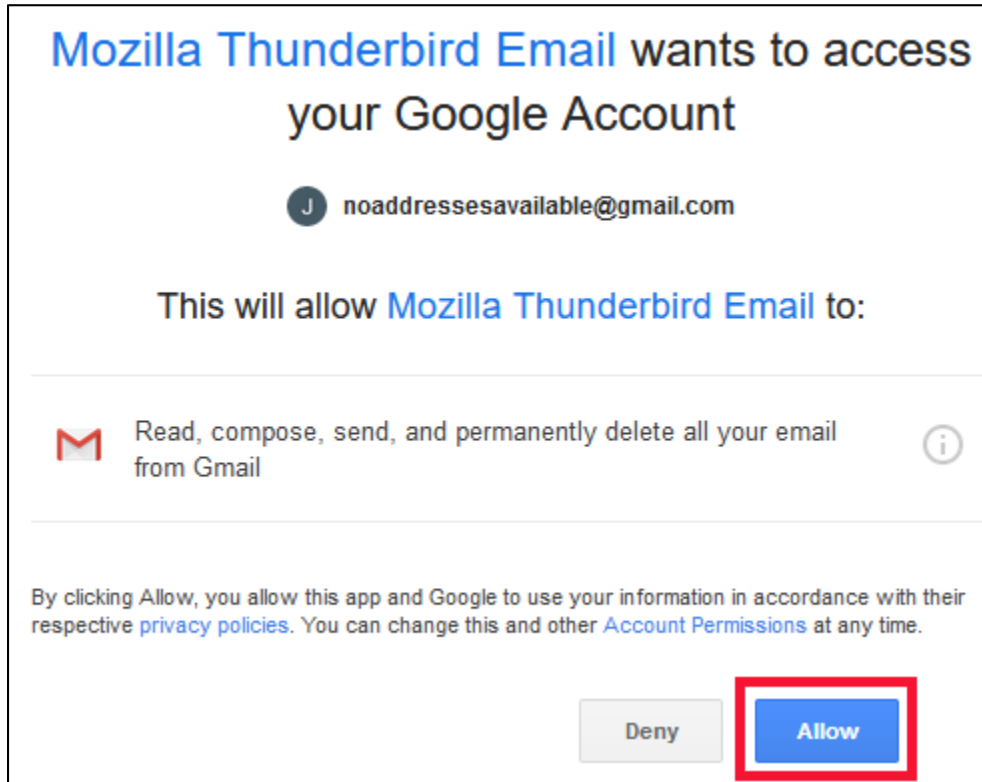 Mozilla Thunderbird Email wants to access
your Google Account
J noaddressesavailable@gmail.com
This will allow Mozilla Thunderbird Email to:
Read, compose, send, and permanently delete all your email
from Gmail
By clicking Allow, you allow this app and Google to use your information in accordance with their
respective privacy policies. You can change this and other Account Permissions at any time.
Deny Allow